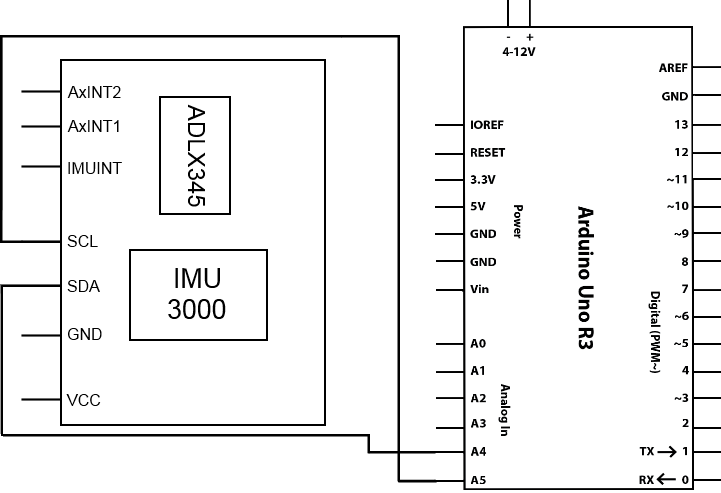 AxINT2
AxINT1
IMUINT
SCL
SDA
GND
VCC
ADLX345
IMU
3000
- +
4-12V
IOREF
RESET
3.3V
5V
GND
GND
Vin
A0
A1
A2
A3
A4
A5
Power
Analog In
Arduino Uno R3
Digital (PWM~)
AREF
GND
13
12
~11
~10
~9
8
7
~6
~5
4
~3
2
TX→ 1
RX← 0